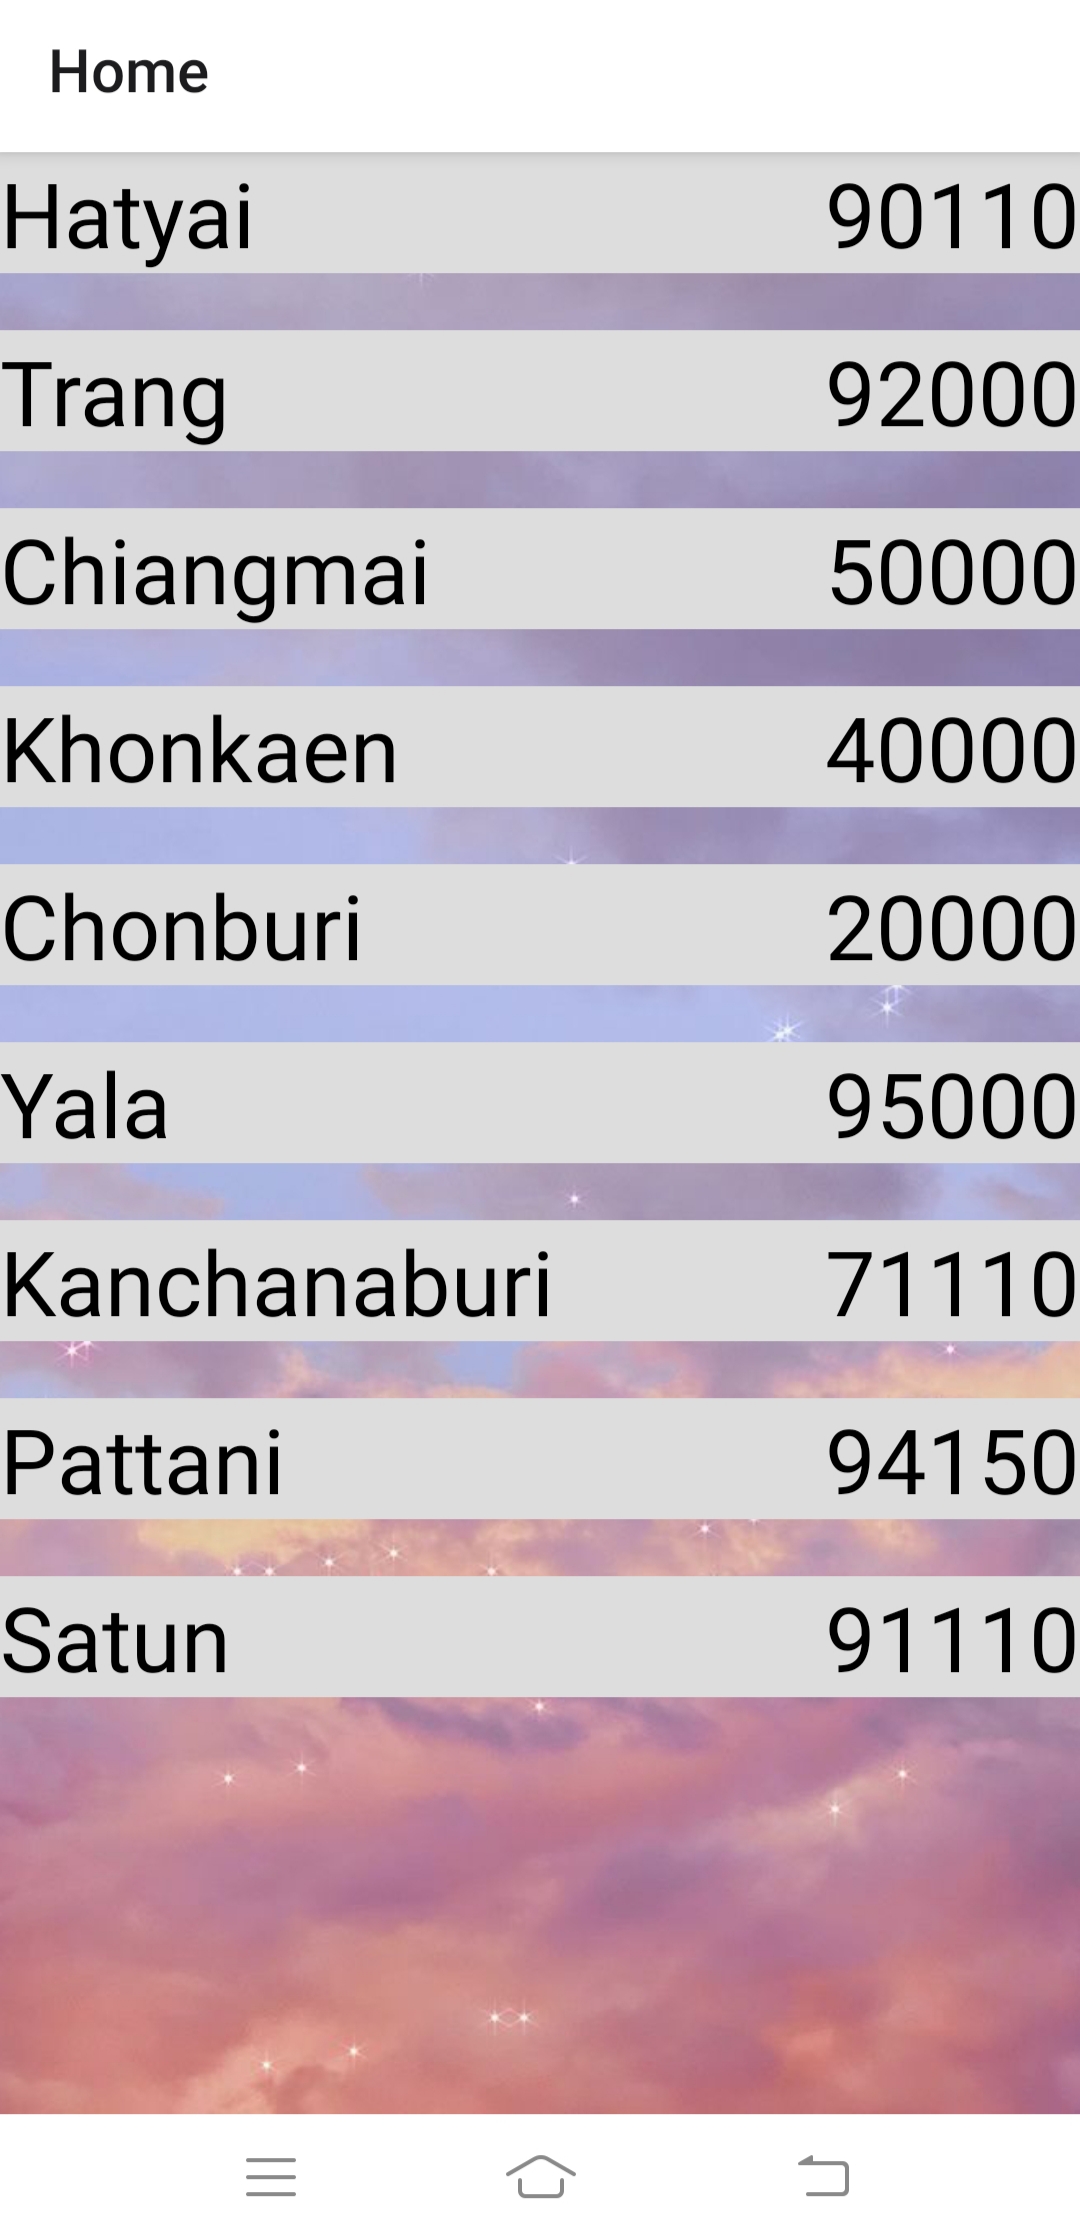 Home
Hatyai 90110
Trang 92000
Chiangmai 50000
Khonkaen 40000
Chonburi 20000
Yala 95000
Kanchanaburi 71110
Pattani 94150
Satun 91110